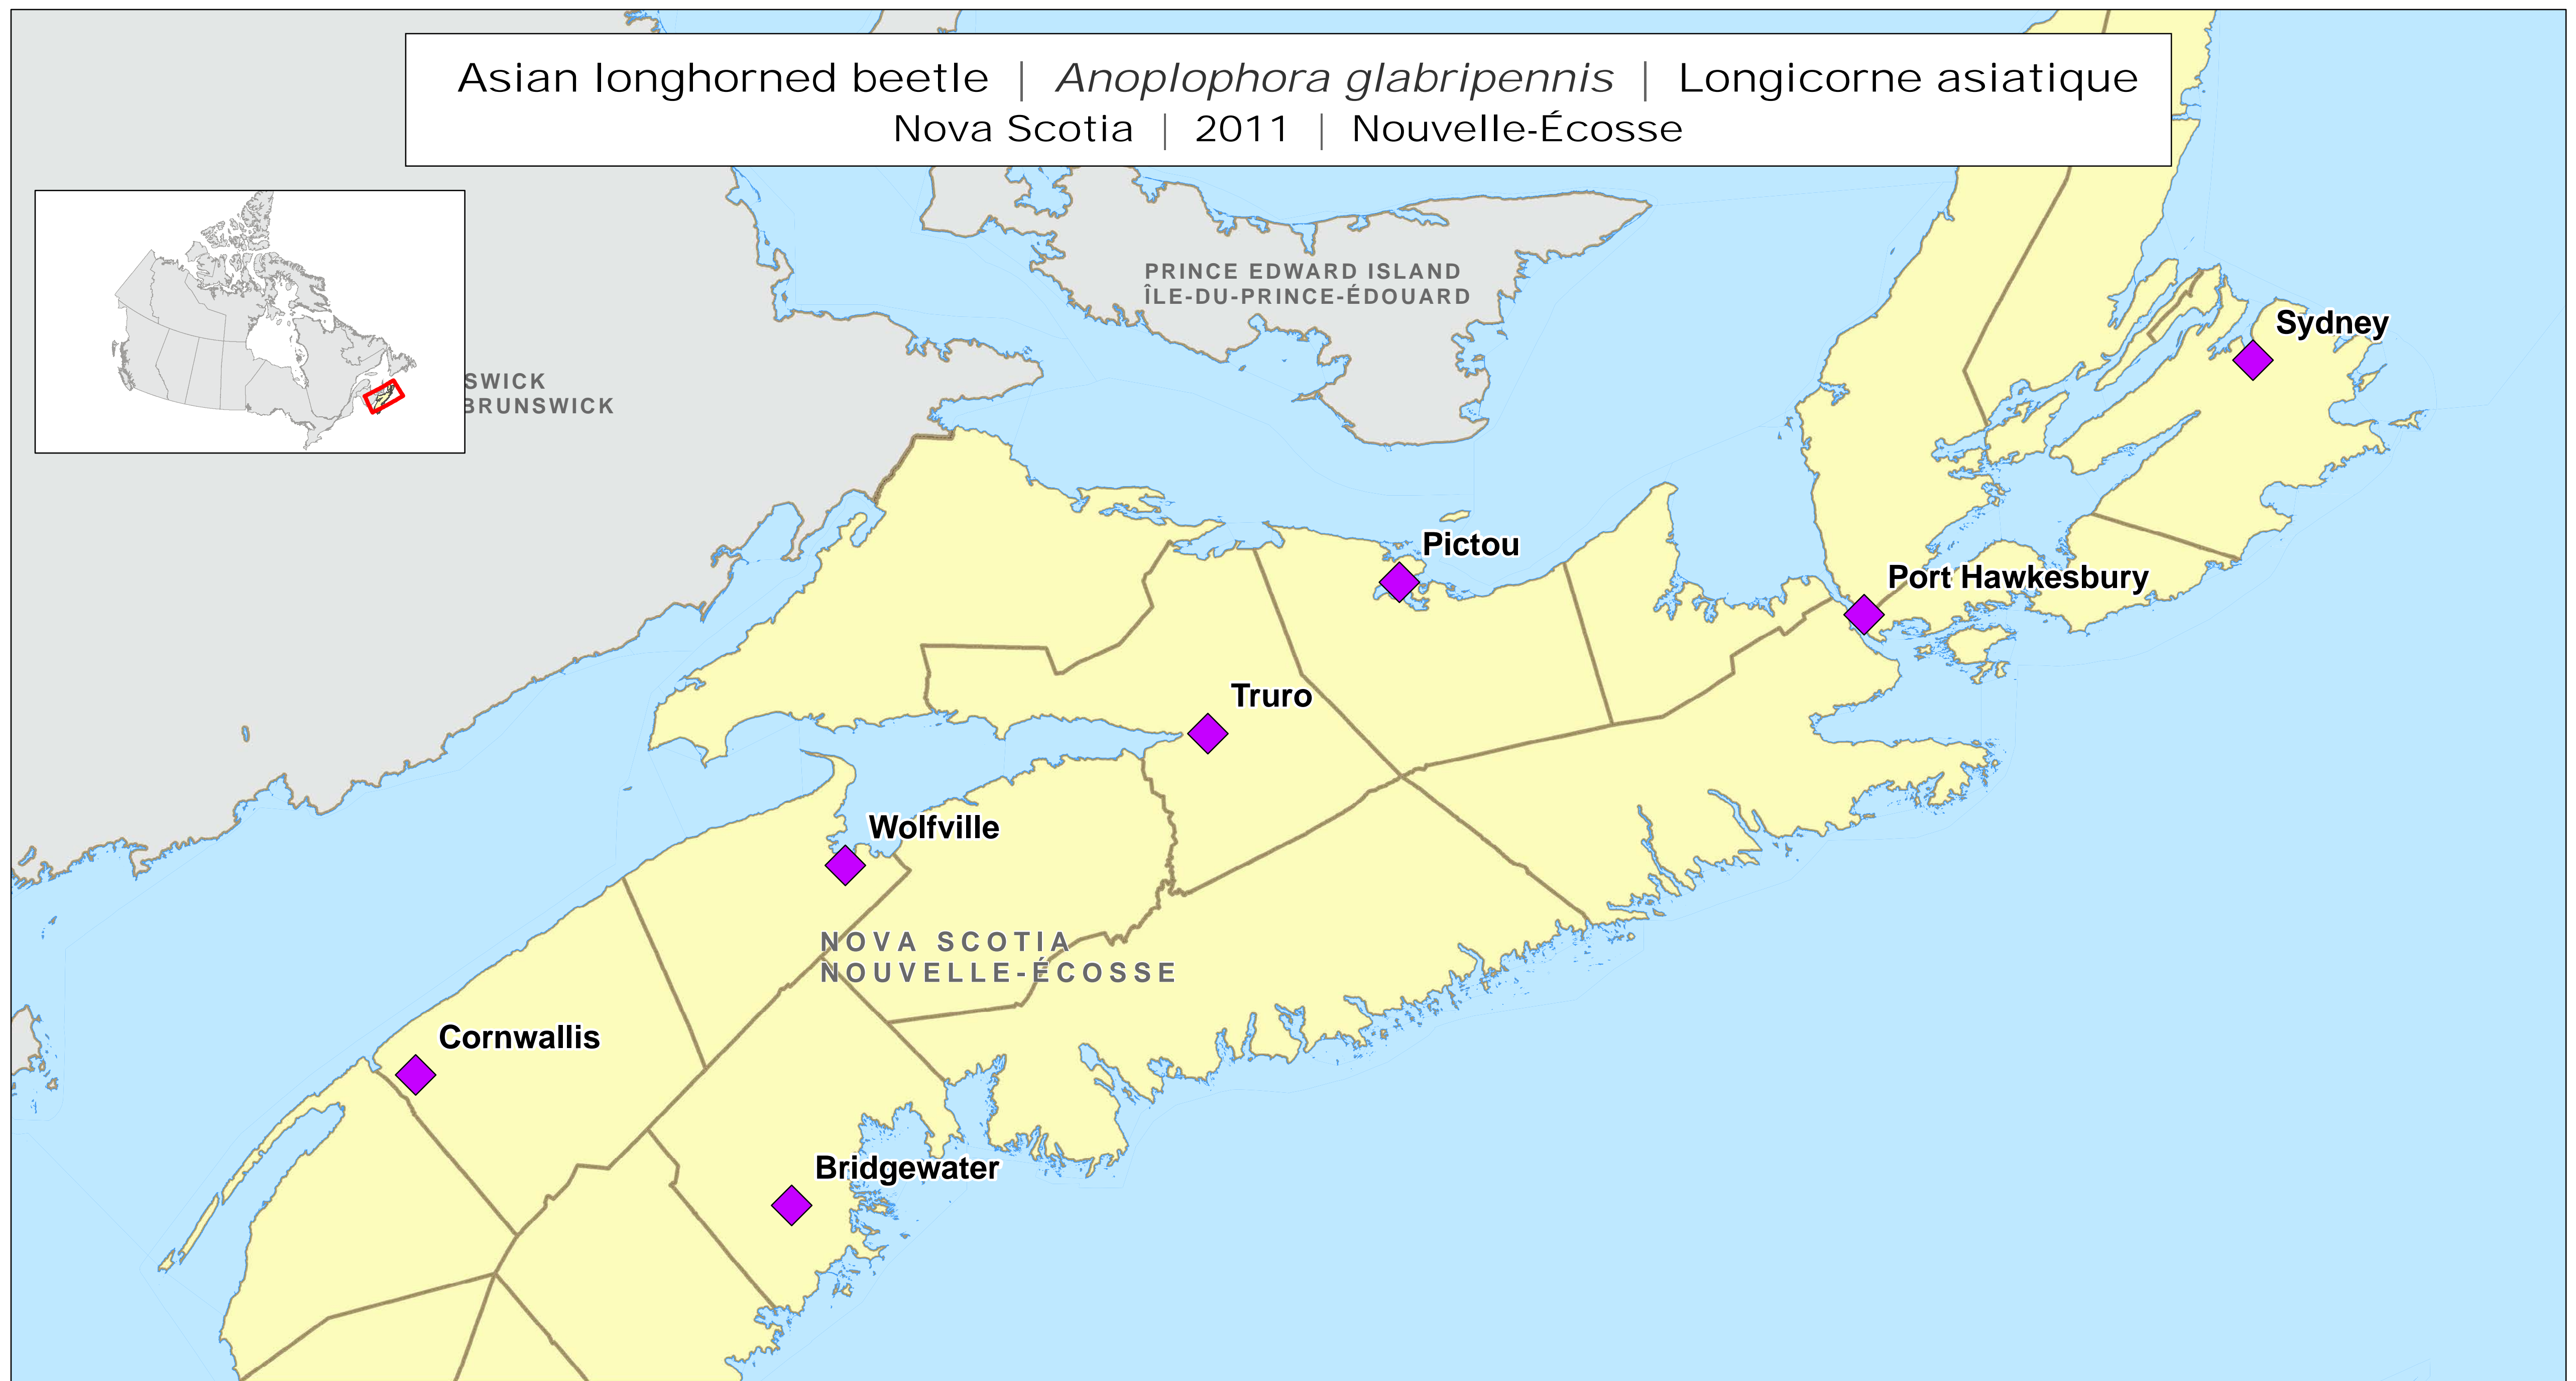 Asian longhorned beetle | Anoplophora glabripennis | Longicorne asiatique
Nova Scotia | 2011 | Nouvelle-Écosse
PRINCE EDWARD ISLAND
ÎLE-DU-PRINCE-ÉDOUARD
Sydney
SWICK
BRUNSWICK
Pictou
Port Hawkesbury
Truro
Wolfville
NOVA SCOTIA
NOUVELLE-ÉCOSSE
Cornwallis
Bridgewater